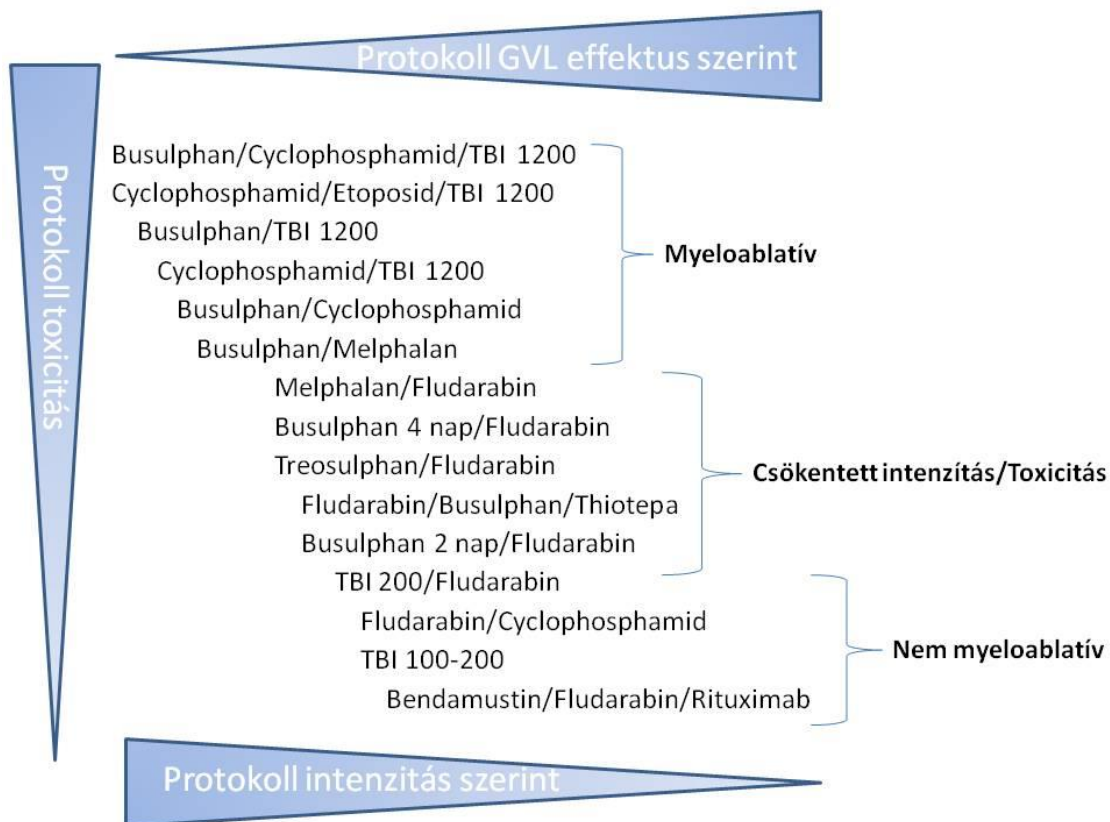 Protokoll GVL effektus szerint
Protokoll toxicitás
Busulphan/Cyclophosphamid/TBI 1200
Cyclophosphamid/Etoposid/TBI 1200
Busulphan/TBI 1200
Cyclophosphamid/TBI 1200
Busulphan/Cyclophosphamid
Busulphan/Melphalan
Myeloablatív
Melphalan/Fludarabin
Busulphan 4 nap/Fludarabin
Treosulphan/Fludarabin
Fludarabin/Busulphan/Thiotepa
Busulphan 2 nap/Fludarabin
Csökentett intenzítás/Toxicitás
TBI 200/Fludarabin
Fludarabin/Cyclophosphamid
TBI 100-200
Bendamustin/Fludarabin/Rituximab
Nem myeloablatív
Protokoll intenzitás szerint